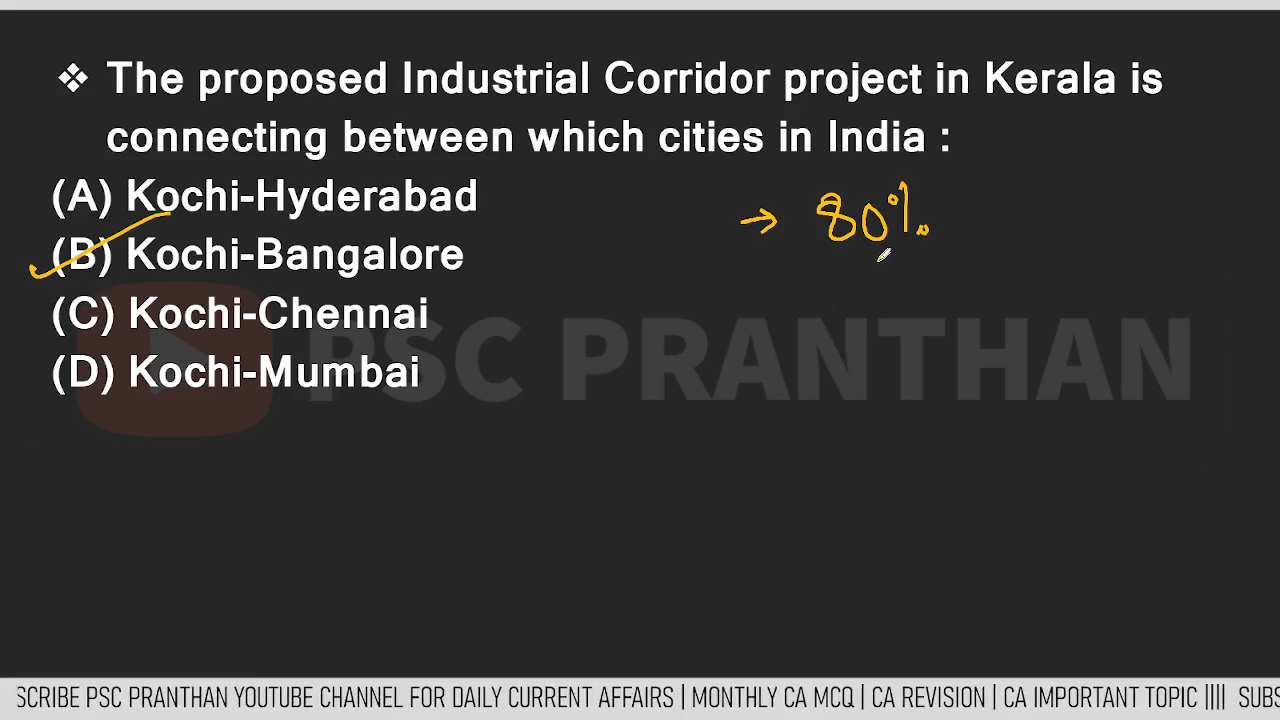 ❖ The proposed Industrial Corridor project in Kerala is
connecting between which cities in India :
(A) Kochi-Hyderabad
→ 80%
(B) Kochi-Bangalore
(C) Kochi-Chennai
(D) Kochi-Mumbai
PSC PRANTHAN
SCRIBE PSC PRANTHAN YOUTUBE CHANNEL FOR DAILY CURRENT AFFAIRS | MONTHLY CA MCQ | CA REVISION | CA IMPORTANT TOPIC |||| SUBS